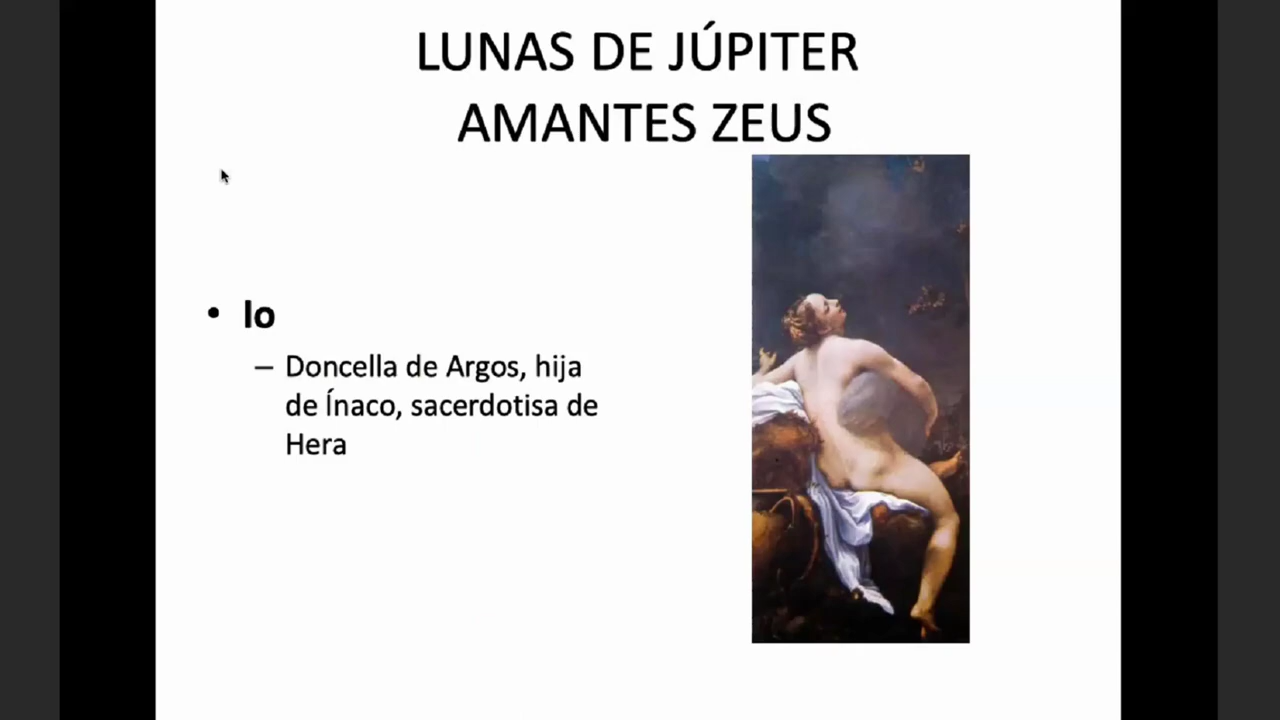 LUNAS DE JÚPITER
AMANTES ZEUS
• Io
– Doncella de Argos, hija
de Ínaco, sacerdotisa de
Hera